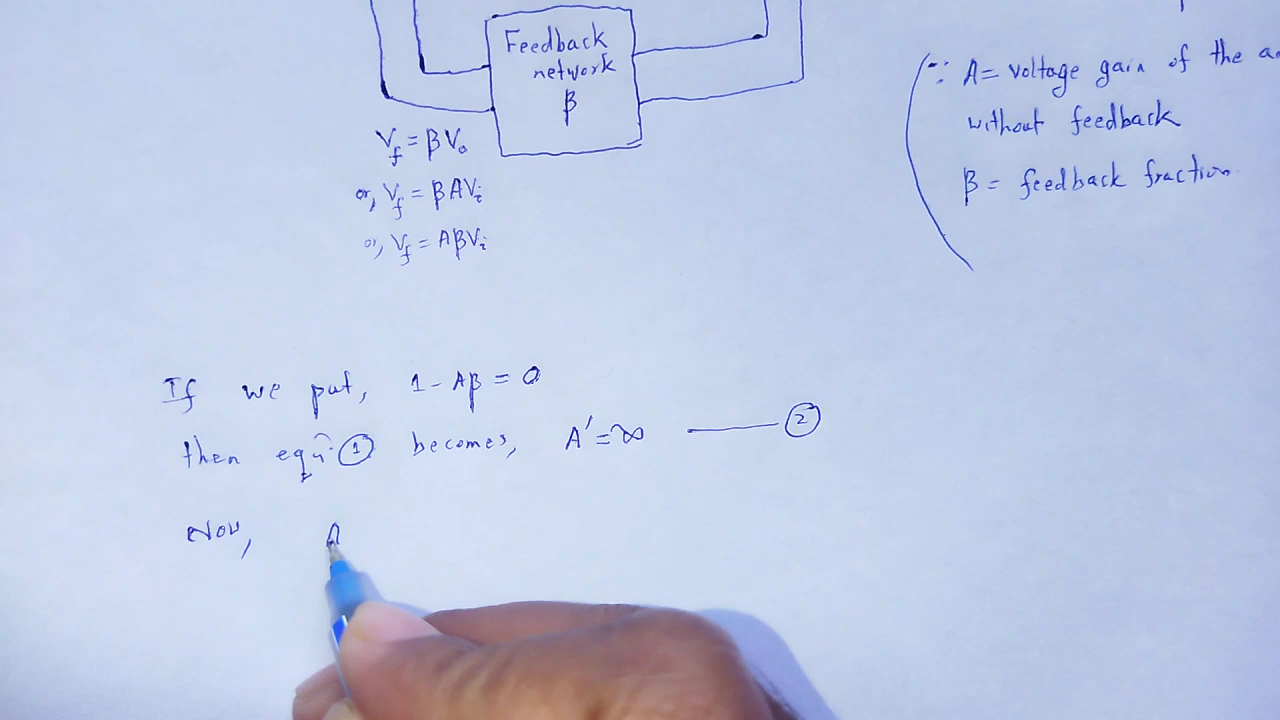 Feedback
network
β
V_f = βV_o
or, V_f = βAV_i
or, V_f = AβV_i
∵ A = voltage gain of the
without feedback
β = feedback fraction
If we put, 1 - Aβ = 0
then equⁿ. ① becomes, A' = ∞ ——— ②
Now, A